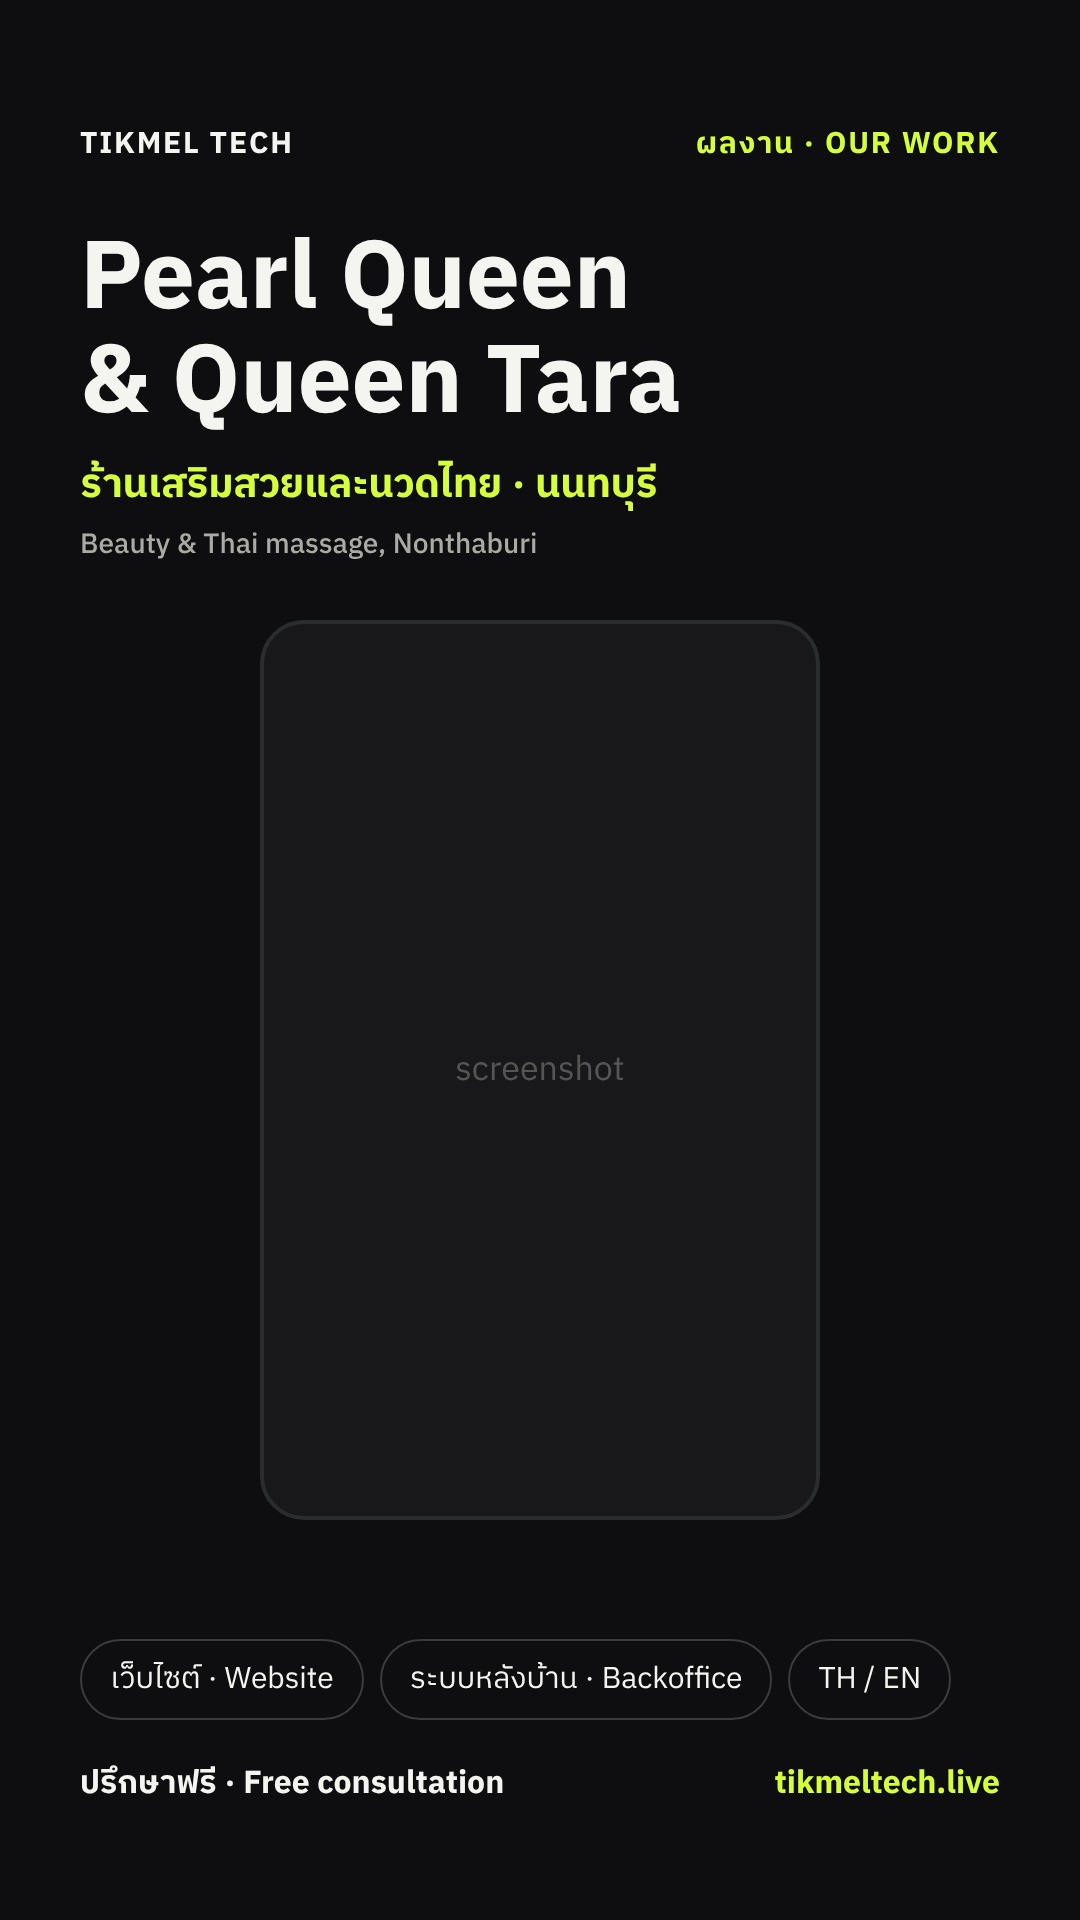 TIKMEL TECH
ผลงาน · OUR WORK
Pearl Queen
& Queen Tara
ร้านเสริมสวยและนวดไทย · นนทบุรี
Beauty & Thai massage, Nonthaburi
screenshot
เว็บไซต์ · Website
ระบบหลังบ้าน · Backoffice
TH / EN
ปรึกษาฟรี · Free consultation
tikmeltech.live